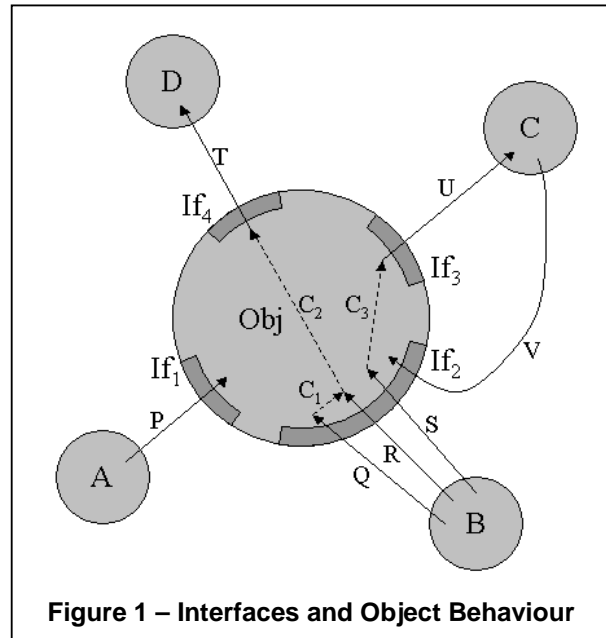 D
C
T
U
If₄
If₃
C₂
C₃
Obj
V
If₁
If₂
C₁
P
S
R
Q
A
B
Figure 1 – Interfaces and Object Behaviour